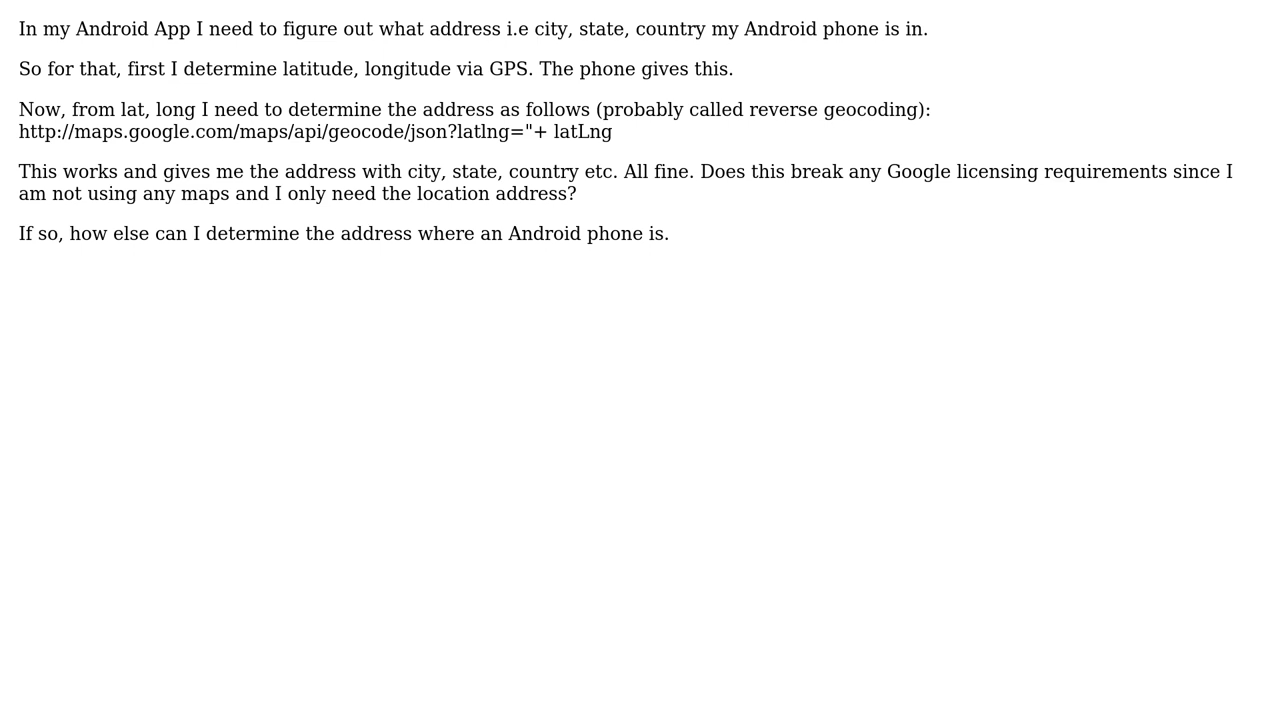 In my Android App I need to figure out what address i.e city, state, country my Android phone is in.
So for that, first I determine latitude, longitude via GPS. The phone gives this.
Now, from lat, long I need to determine the address as follows (probably called reverse geocoding):
http://maps.google.com/maps/api/geocode/json?latlng="+ latLng
This works and gives me the address with city, state, country etc. All fine. Does this break any Google licensing requirements since I
am not using any maps and I only need the location address?
If so, how else can I determine the address where an Android phone is.